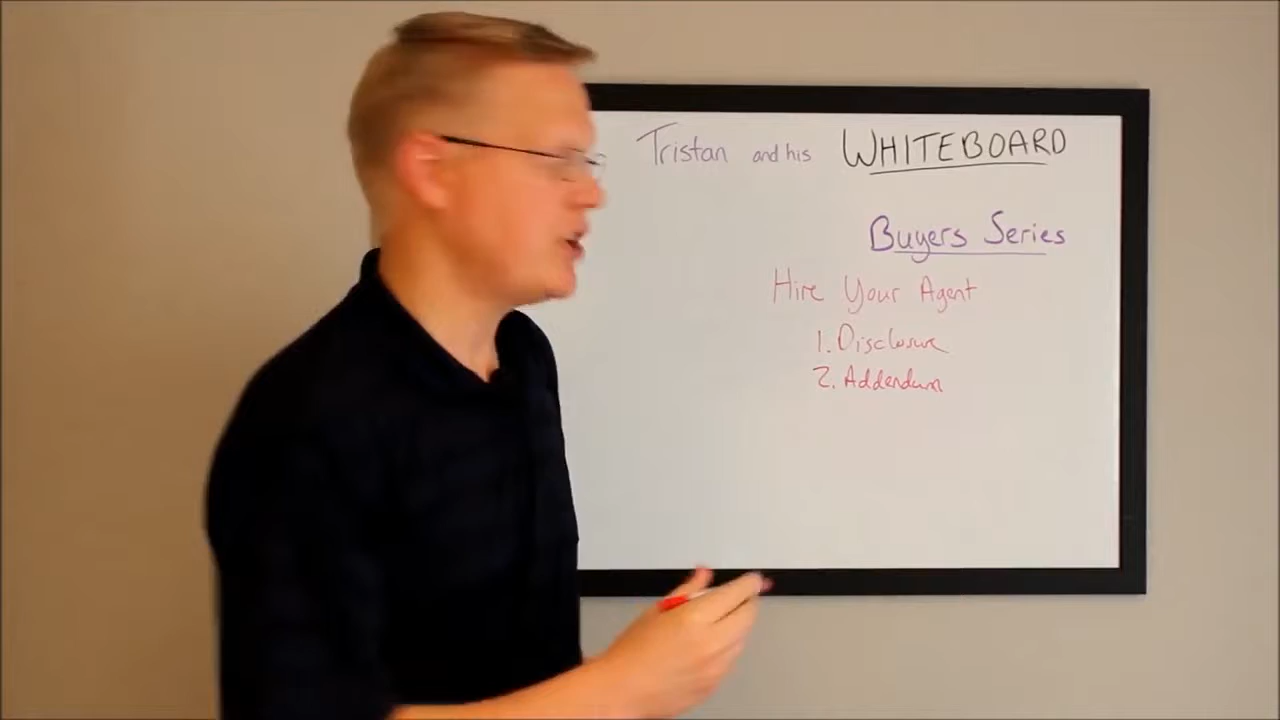 Tristan and his WHITEBOARD
Buyers Series
Hire Your Agent
1. Disclosure
2. Addendum